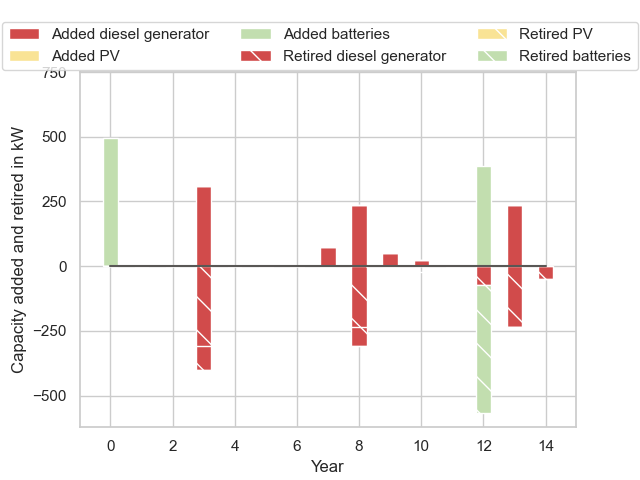 Added diesel generator Added batteries Retired PV
Added PV Retired diesel generator Retired batteries
750
500
250
0
−250
−500
Capacity added and retired in kW
0 2 4 6 8 10 12 14
Year